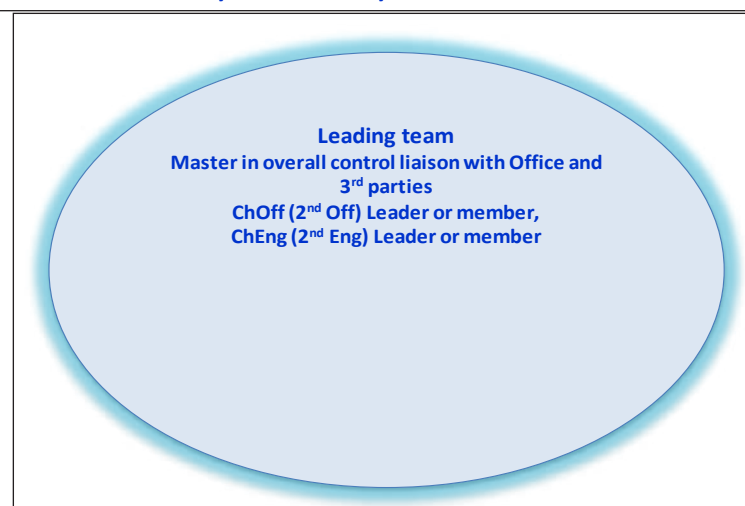 Leading team
Master in overall control liaison with Office and
3rd parties
ChOff (2nd Off) Leader or member,
ChEng (2nd Eng) Leader or member